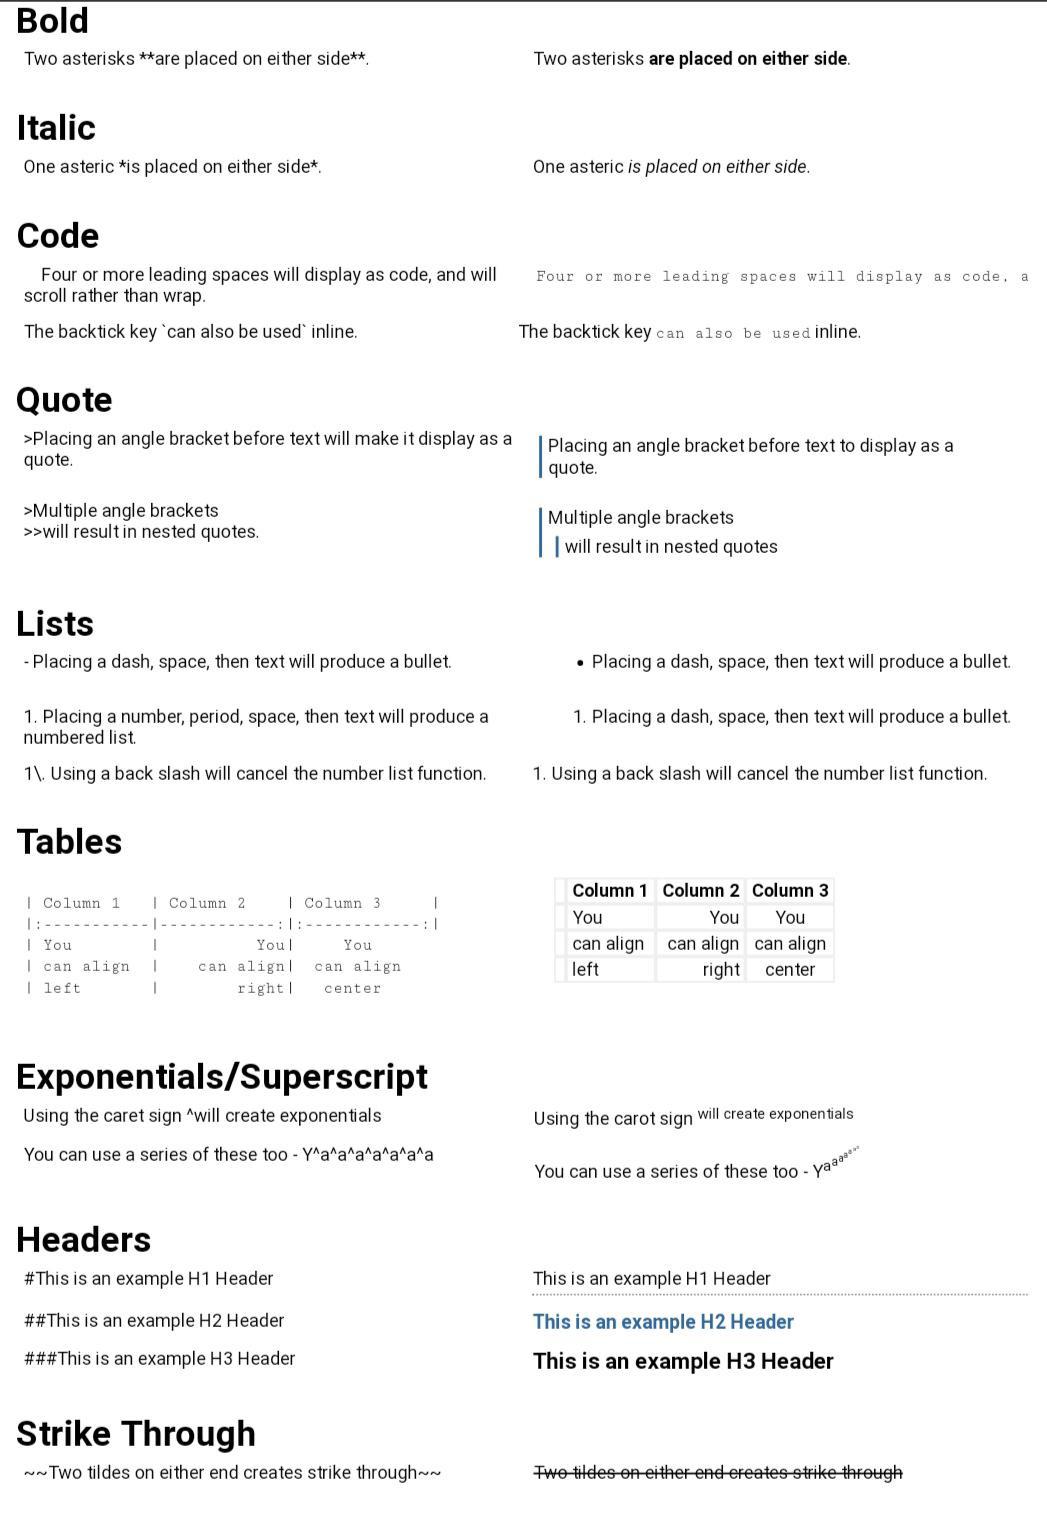 Bold
Two asterisks **are placed on either side**.
Two asterisks are placed on either side.
Italic
One asteric *is placed on either side*.
One asteric is placed on either side.
Code
    Four or more leading spaces will display as code, and will
scroll rather than wrap.
Four or more leading spaces will display as code, a
The backtick key `can also be used` inline.
The backtick key can also be used inline.
Quote
>Placing an angle bracket before text will make it display as a
quote.
Placing an angle bracket before text to display as a
quote.
>Multiple angle brackets
>>will result in nested quotes.
Multiple angle brackets
will result in nested quotes
Lists
- Placing a dash, space, then text will produce a bullet.
• Placing a dash, space, then text will produce a bullet.
1. Placing a number, period, space, then text will produce a
numbered list.
1. Placing a dash, space, then text will produce a bullet.
1\. Using a back slash will cancel the number list function.
1. Using a back slash will cancel the number list function.
Tables
| Column 1   | Column 2    | Column 3     |
|:-----------|------------:|:------------:|
| You        |          You|     You
| can align  |    can align|  can align
| left       |        right|   center
Column 1 Column 2 Column 3
You You You
can align can align can align
left right center
Exponentials/Superscript
Using the caret sign ^will create exponentials
Using the carot sign will create exponentials
You can use a series of these too - Y^a^a^a^a^a^a^a^a
You can use a series of these too - Yaaaaaaaa
Headers
#This is an example H1 Header
This is an example H1 Header
##This is an example H2 Header
This is an example H2 Header
###This is an example H3 Header
This is an example H3 Header
Strike Through
~~Two tildes on either end creates strike through~~
Two tildes on either end creates strike through